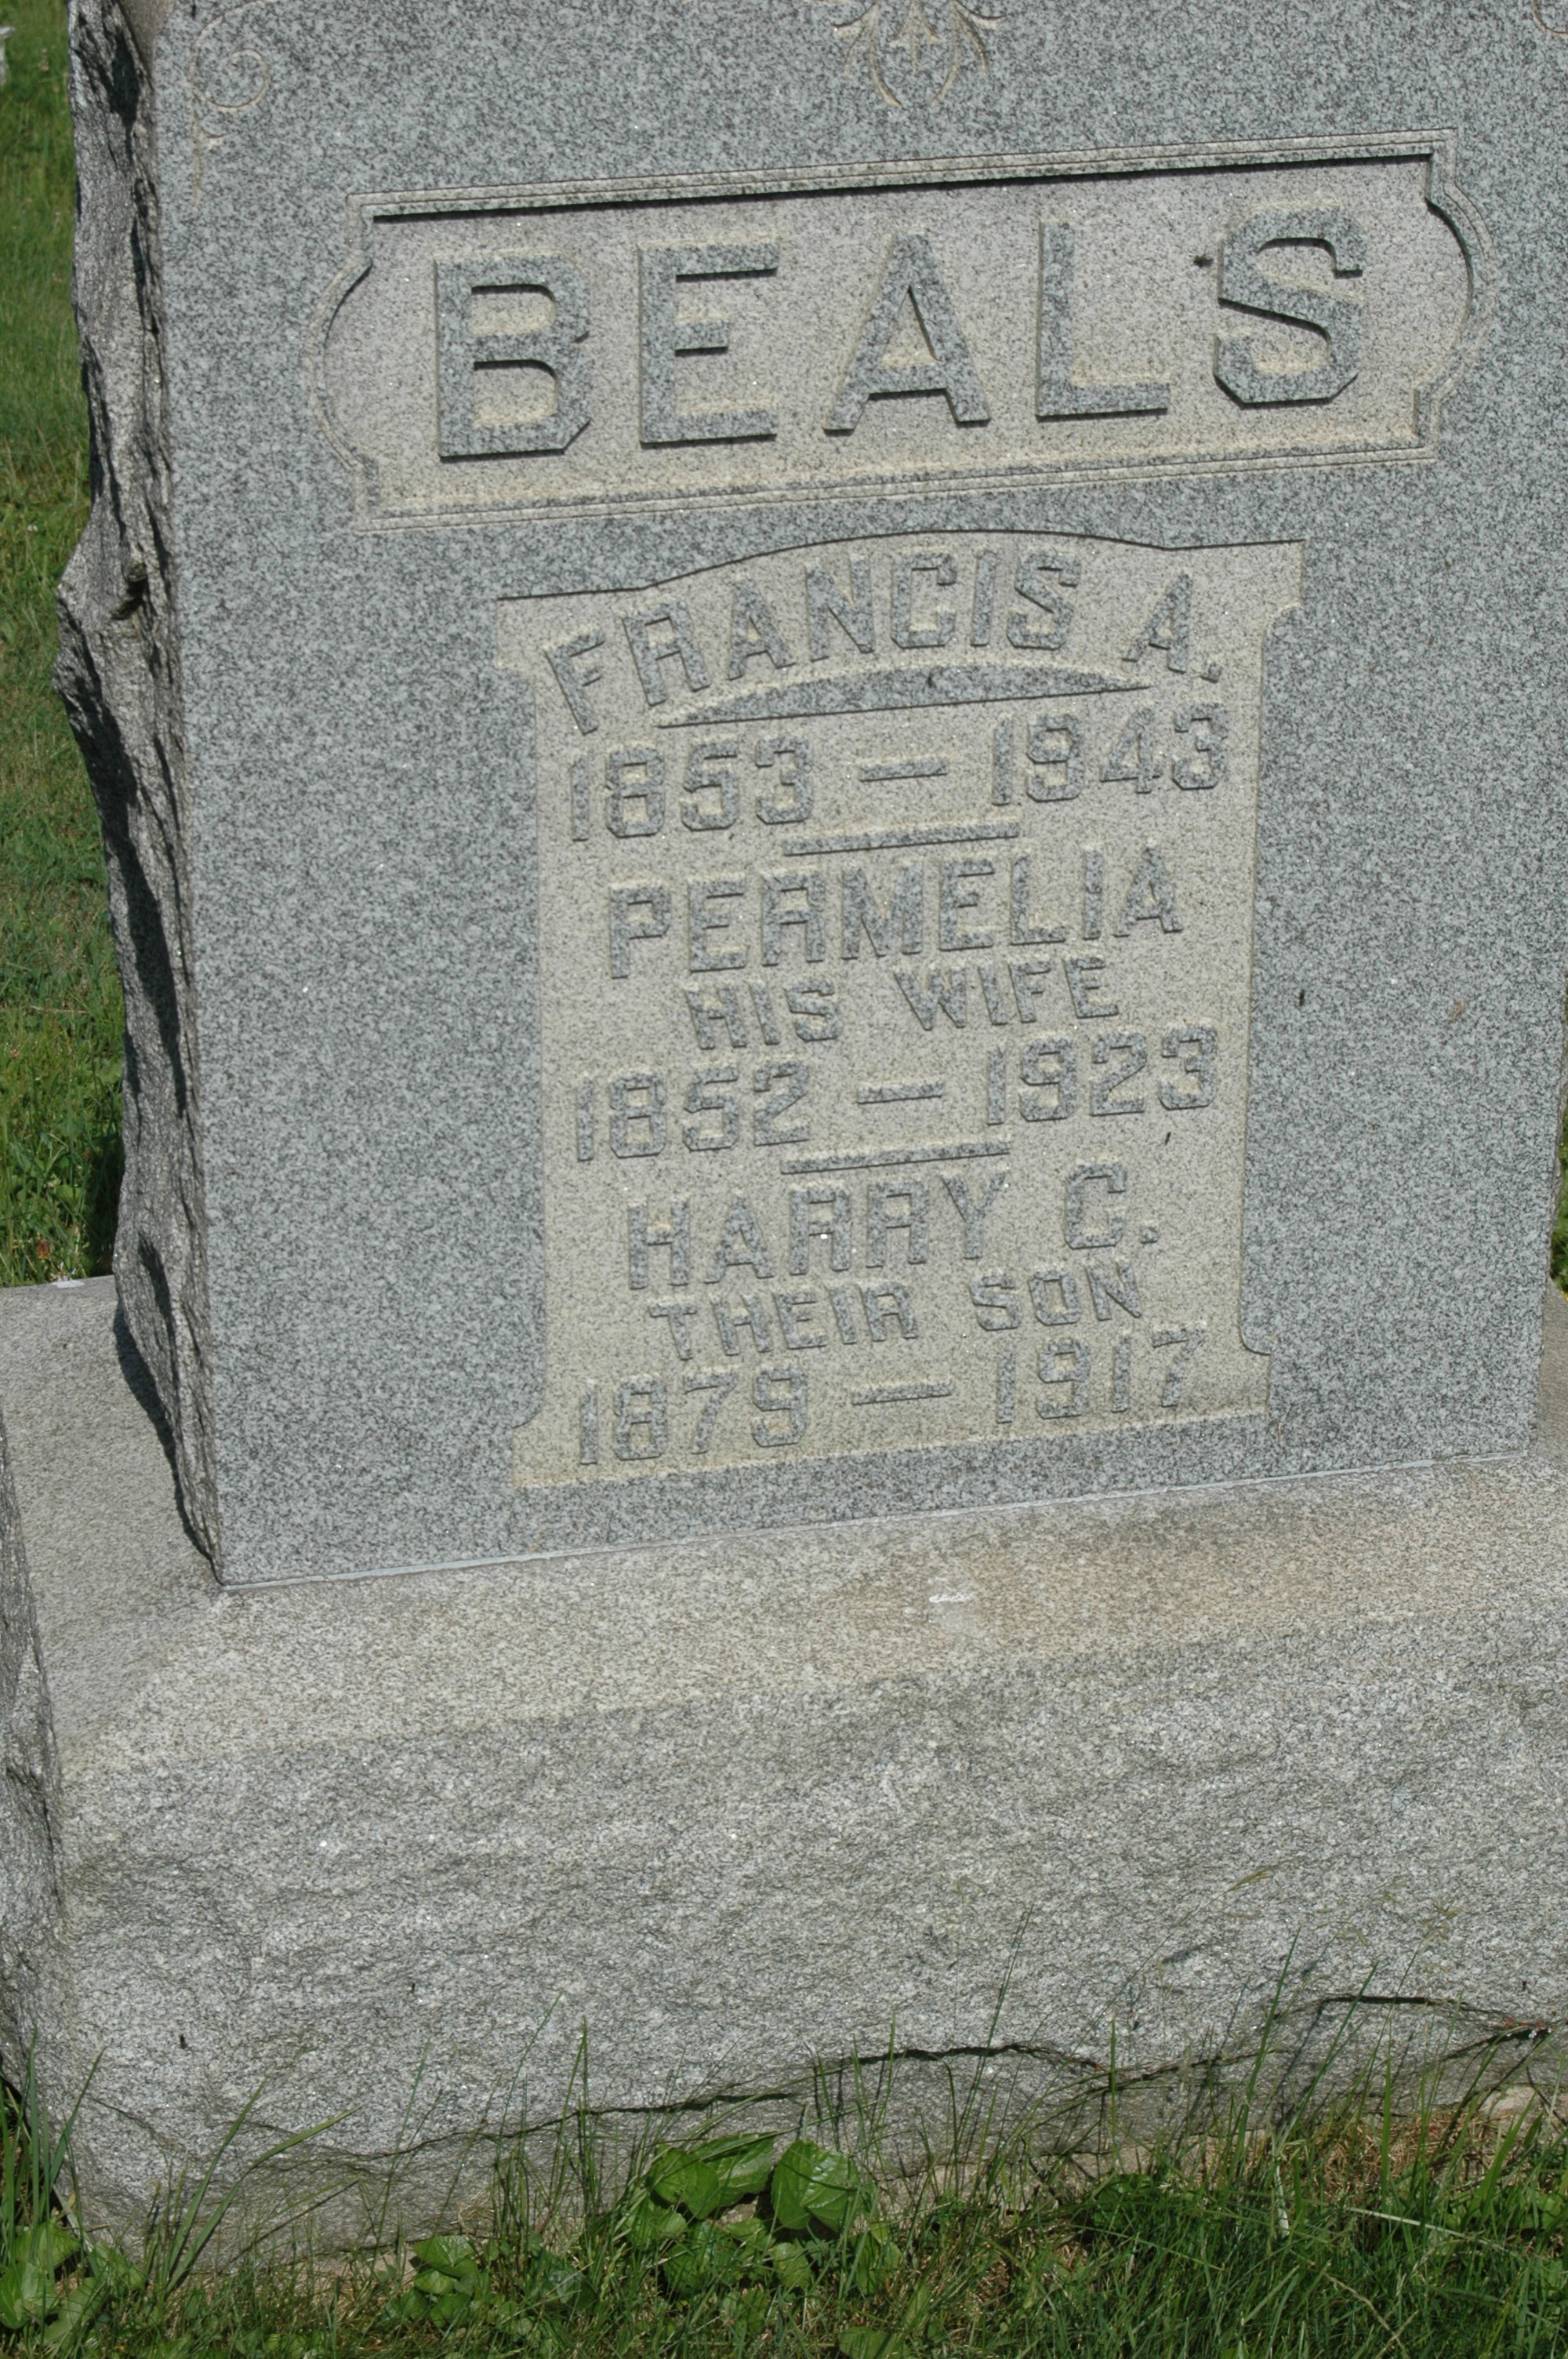 BEALS
FRANCIS A.
1853 — 1943
PERMELIA
HIS WIFE
1852 — 1923
HARRY C.
THEIR SON
1879 — 1917